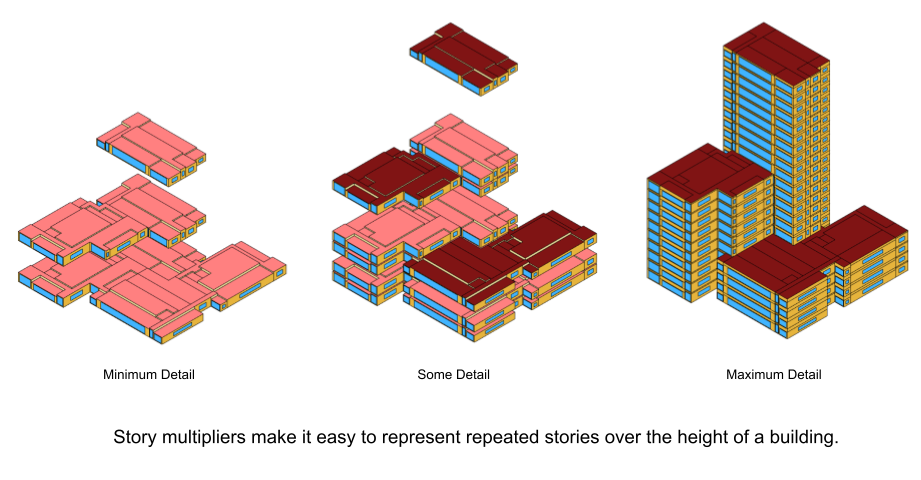 Minimum Detail
Some Detail
Maximum Detail
Story multipliers make it easy to represent repeated stories over the height of a building.